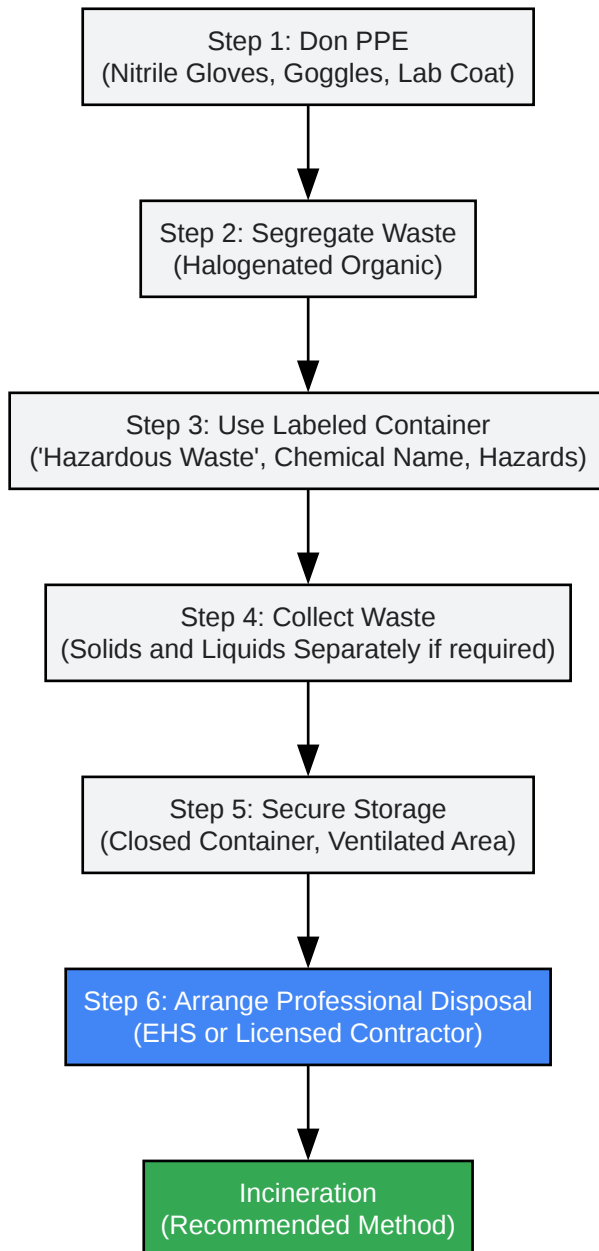 Step 1: Don PPE
(Nitrile Gloves, Goggles, Lab Coat)
Step 2: Segregate Waste
(Halogenated Organic)
Step 3: Use Labeled Container
('Hazardous Waste', Chemical Name, Hazards)
Step 4: Collect Waste
(Solids and Liquids Separately if required)
Step 5: Secure Storage
(Closed Container, Ventilated Area)
Step 6: Arrange Professional Disposal
(EHS or Licensed Contractor)
Incineration
(Recommended Method)